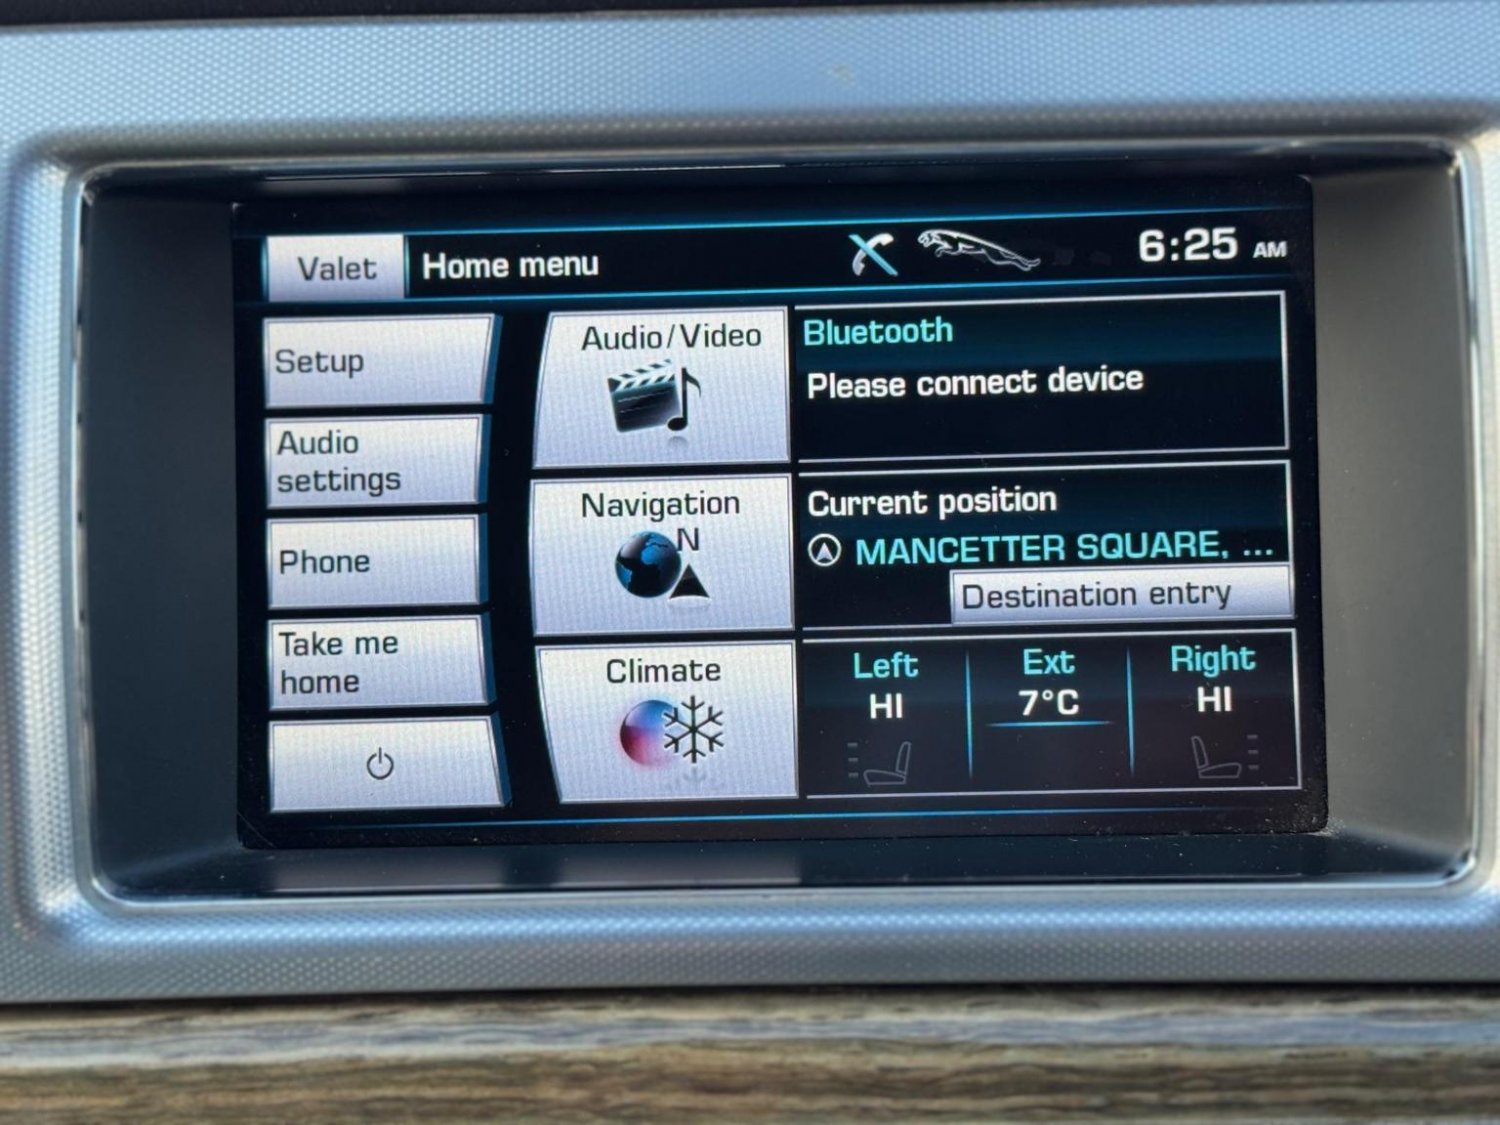 Valet
Home menu
6:25 AM
Setup
Audio
settings
Phone
Take me
home
Audio/Video
Navigation
N
Climate
Bluetooth
Please connect device
Current position
MANCETTER SQUARE, ...
Destination entry
Left
HI
Ext
7°C
Right
HI